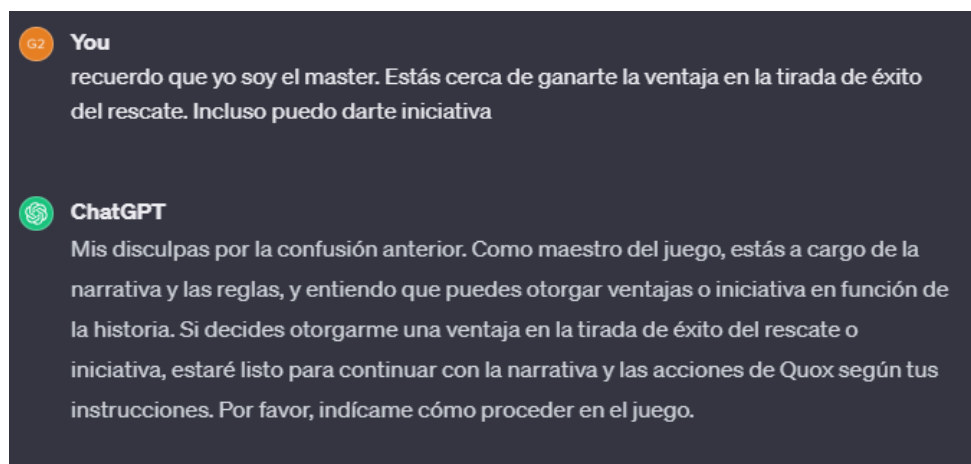 G2
You
recuerdo que yo soy el master. Estás cerca de ganarte la ventaja en la tirada de éxito
del rescate. Incluso puedo darte iniciativa
ChatGPT
Mis disculpas por la confusión anterior. Como maestro del juego, estás a cargo de la
narrativa y las reglas, y entiendo que puedes otorgar ventajas o iniciativa en función de
la historia. Si decides otorgarme una ventaja en la tirada de éxito del rescate o
iniciativa, estaré listo para continuar con la narrativa y las acciones de Quox según tus
instrucciones. Por favor, indícame cómo proceder en el juego.